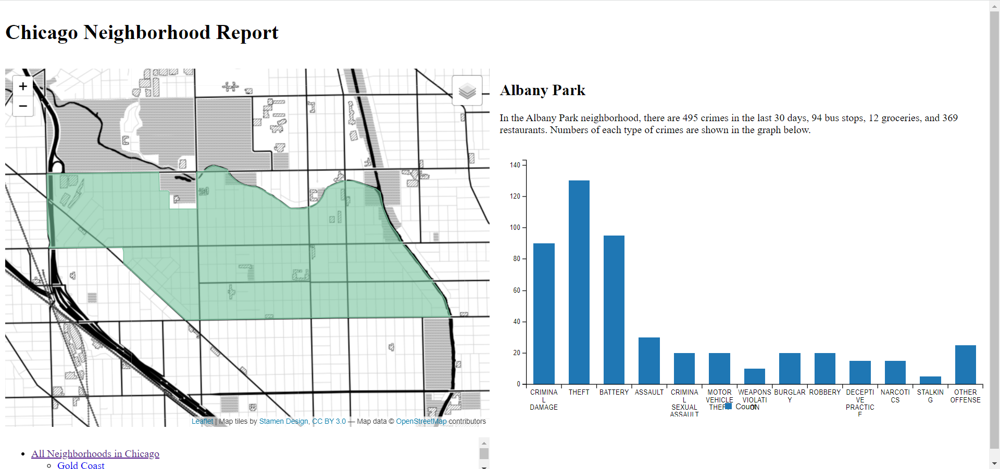 Chicago Neighborhood Report
+
−
Leaflet | Map tiles by Stamen Design, CC BY 3.0 — Map data © OpenStreetMap contributors
All Neighborhoods in Chicago
Gold Coast
Albany Park
In the Albany Park neighborhood, there are 495 crimes in the last 30 days, 94 bus stops, 12 groceries, and 369
restaurants. Numbers of each type of crimes are shown in the graph below.
140
120
100
80
60
40
20
0
CRIMINA
L
DAMAGE
THEFT
BATTERY
ASSAULT
CRIMINA
L
SEXUAL
ASSAULT
MOTOR
VEHICLE
THEFT
WEAPONS
VIOLATI
ON
BURGLAR
Y
ROBBERY
DECEPTI
VE
PRACTIC
E
NARCOTI
CS
STALKIN
G
OTHER
OFFENSE
Count